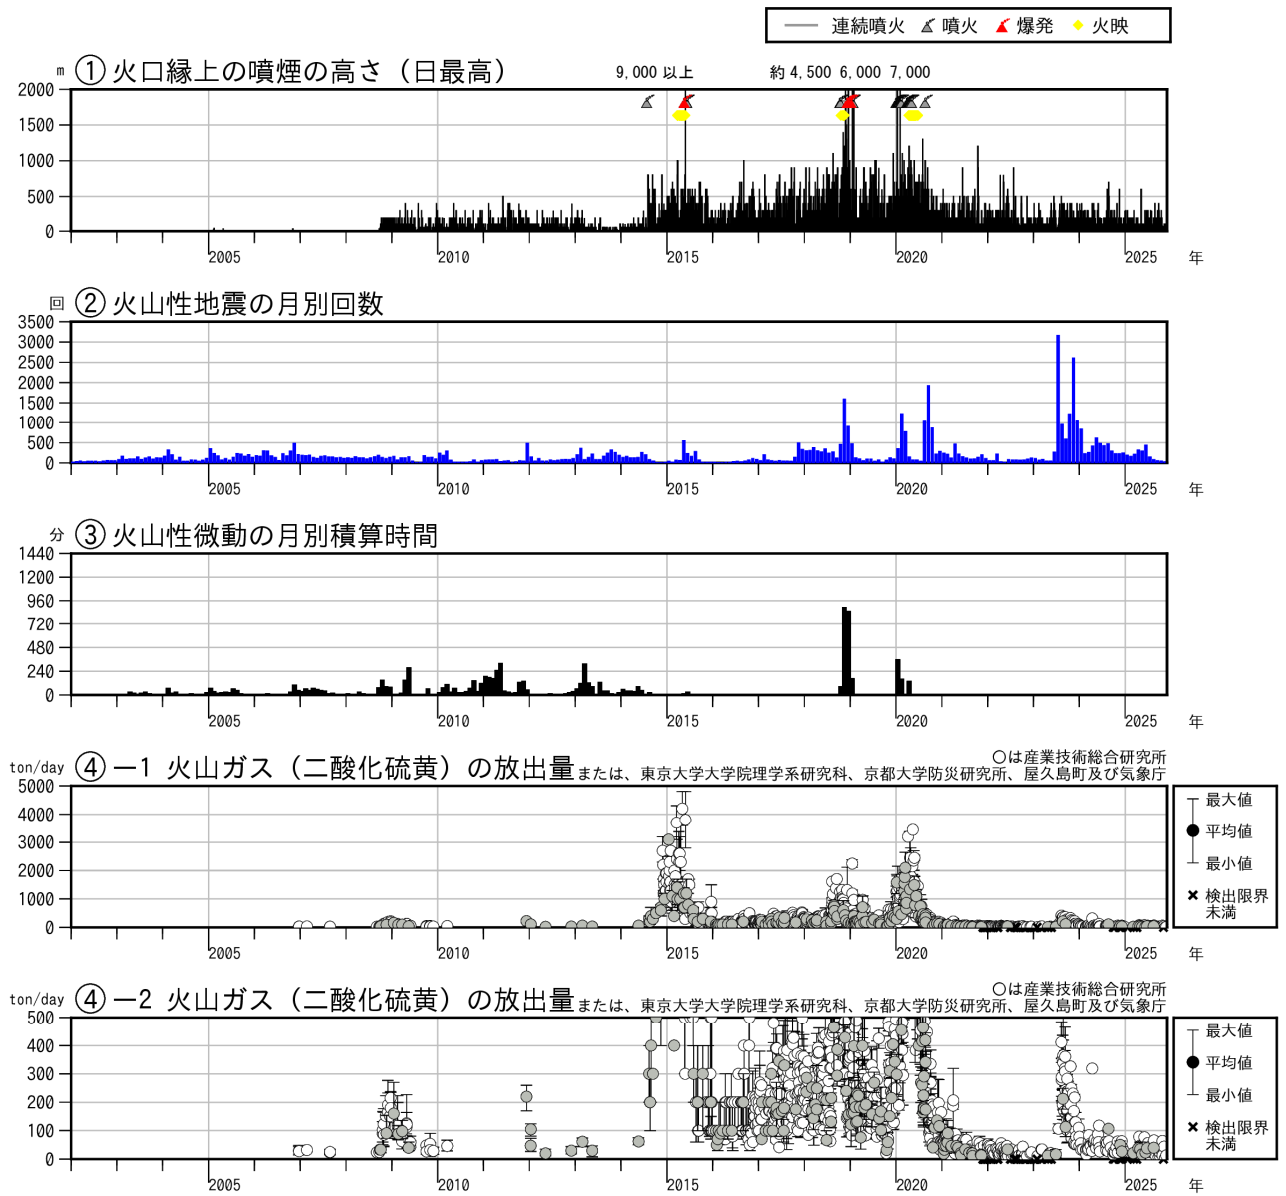 連続噴火 噴火 爆発 火映
m ①火口縁上の噴煙の高さ（日最高）
9,000 以上 約 4,500 6,000 7,000
2000
1500
1000
500
0
2005 2010 2015 2020 2025 年
回 ②火山性地震の月別回数
3500
3000
2500
2000
1500
1000
500
0
2005 2010 2015 2020 2025 年
分 ③火山性微動の月別積算時間
1440
1200
960
720
480
240
0
2005 2010 2015 2020 2025 年
○は産業技術総合研究所
ton/day ④－1 火山ガス（二酸化硫黄）の放出量または、東京大学大学院理学系研究科、京都大学防災研究所、屋久島町及び気象庁
5000
4000
3000
2000
1000
0
最大値
平均値
最小値
検出限界
未満
2005 2010 2015 2020 2025 年
○は産業技術総合研究所
ton/day ④－2 火山ガス（二酸化硫黄）の放出量または、東京大学大学院理学系研究科、京都大学防災研究所、屋久島町及び気象庁
500
400
300
200
100
0
最大値
平均値
最小値
検出限界
未満
2005 2010 2015 2020 2025 年